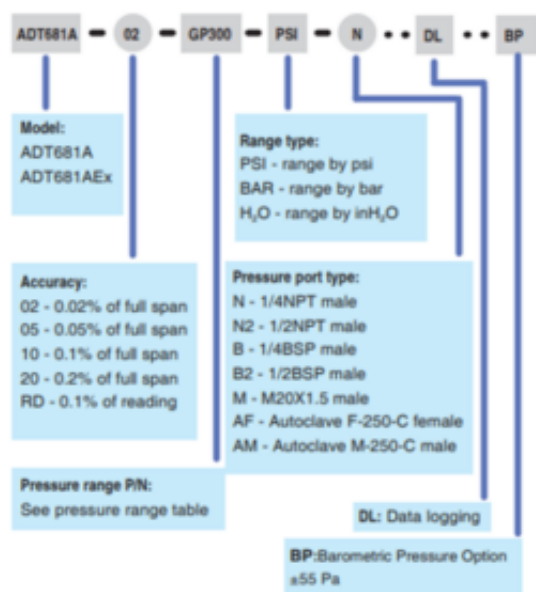 ADT681A - 02 - GP300 - PSI - N •• DL •• BP
Model:
ADT681A
ADT681AEx
Range type:
PSI - range by psi
BAR - range by bar
H₂O - range by inH₂O
Accuracy:
02 - 0.02% of full span
05 - 0.05% of full span
10 - 0.1% of full span
20 - 0.2% of full span
RD - 0.1% of reading
Pressure port type:
N - 1/4NPT male
N2 - 1/2NPT male
B - 1/4BSP male
B2 - 1/2BSP male
M - M20X1.5 male
AF - Autoclave F-250-C female
AM - Autoclave M-250-C male
Pressure range P/N:
See pressure range table
DL: Data logging
BP:Barometric Pressure Option
±55 Pa